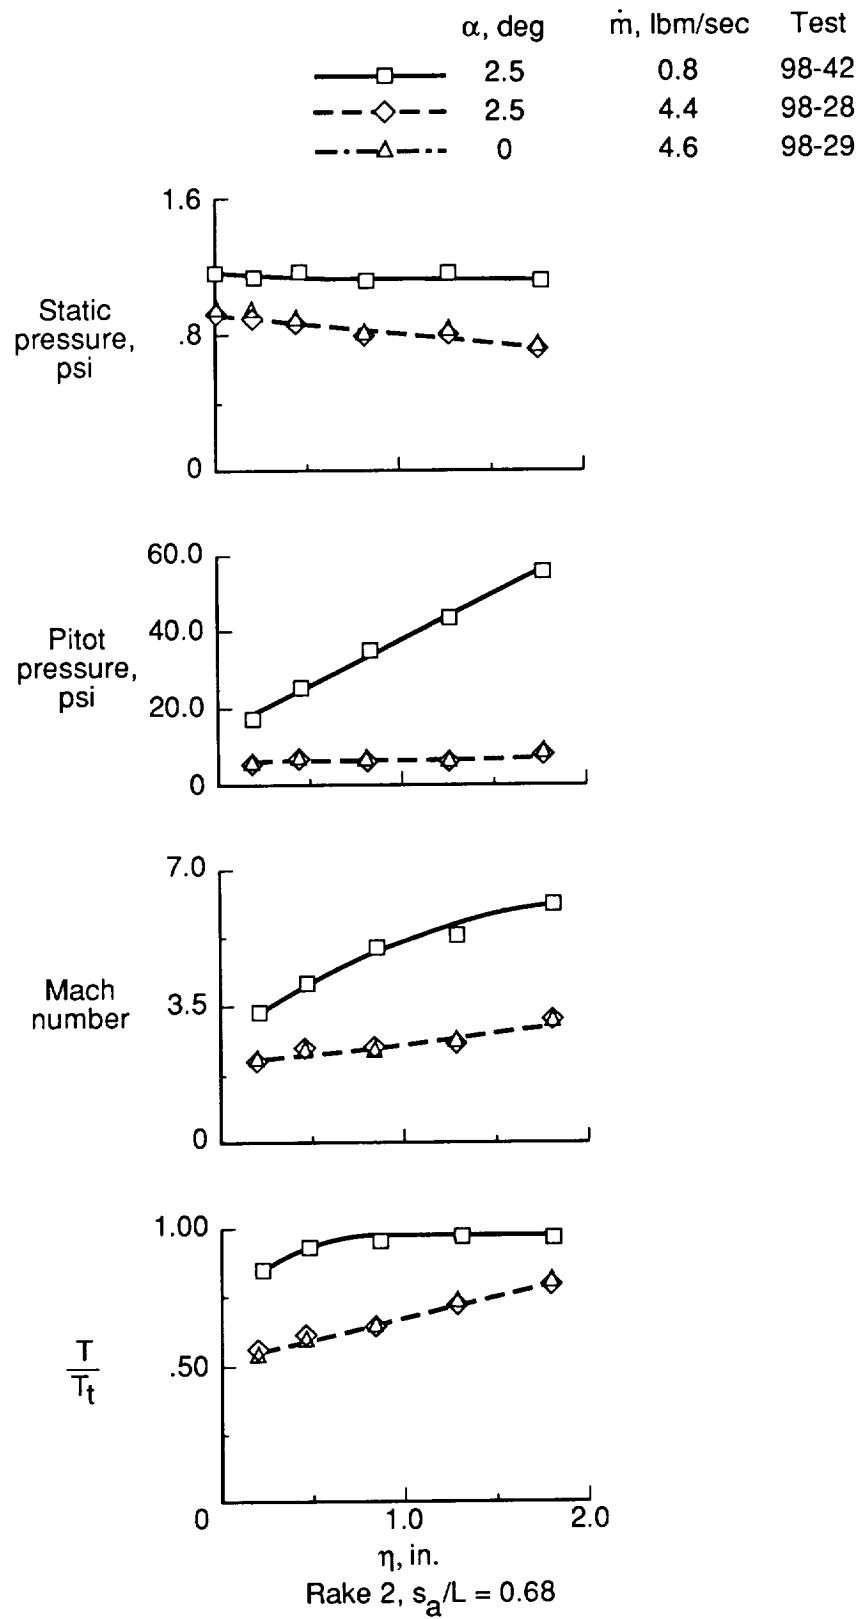 α, deg ṁ, lbm/sec Test
2.5 0.8 98-42
2.5 4.4 98-28
0 4.6 98-29
1.6
Static
pressure,
psi
.8
0
60.0
40.0
Pitot
pressure,
psi
20.0
0
7.0
Mach
number
3.5
0
1.00
T
Tt
.50
0 1.0 2.0
η, in.
Rake 2, sa/L = 0.68